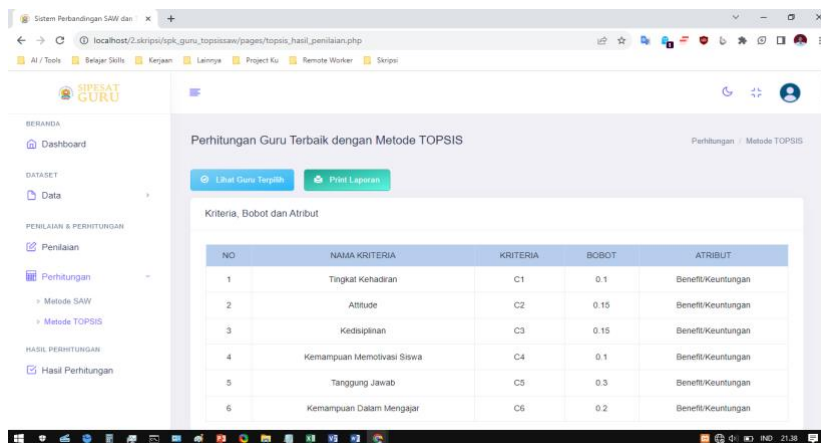 Sistem Perbandingan SAW dan
localhost/2.skripsi/spk_guru_topsissaw/pages/topsis_hasil_penilaian.php
AI / Tools Belajar Skills Kerjaan Lainnya Project Ku Remote Worker Skripsi
SIPESAT
GURU
BERANDA
Dashboard
DATASET
Data
PENILAIAN & PERHITUNGAN
Penilaian
Perhitungan
Metode SAW
Metode TOPSIS
HASIL PERHITUNGAN
Hasil Perhitungan
Perhitungan Guru Terbaik dengan Metode TOPSIS
Perhitungan / Metode TOPSIS
Lihat Guru Terpilih Print Laporan
Kriteria, Bobot dan Atribut
NO NAMA KRITERIA KRITERIA BOBOT ATRIBUT
1 Tingkat Kehadiran C1 0.1 Benefit/Keuntungan
2 Attitude C2 0.15 Benefit/Keuntungan
3 Kedisiplinan C3 0.15 Benefit/Keuntungan
4 Kemampuan Memotivasi Siswa C4 0.1 Benefit/Keuntungan
5 Tanggung Jawab C5 0.3 Benefit/Keuntungan
6 Kemampuan Dalam Mengajar C6 0.2 Benefit/Keuntungan
IND 21.38